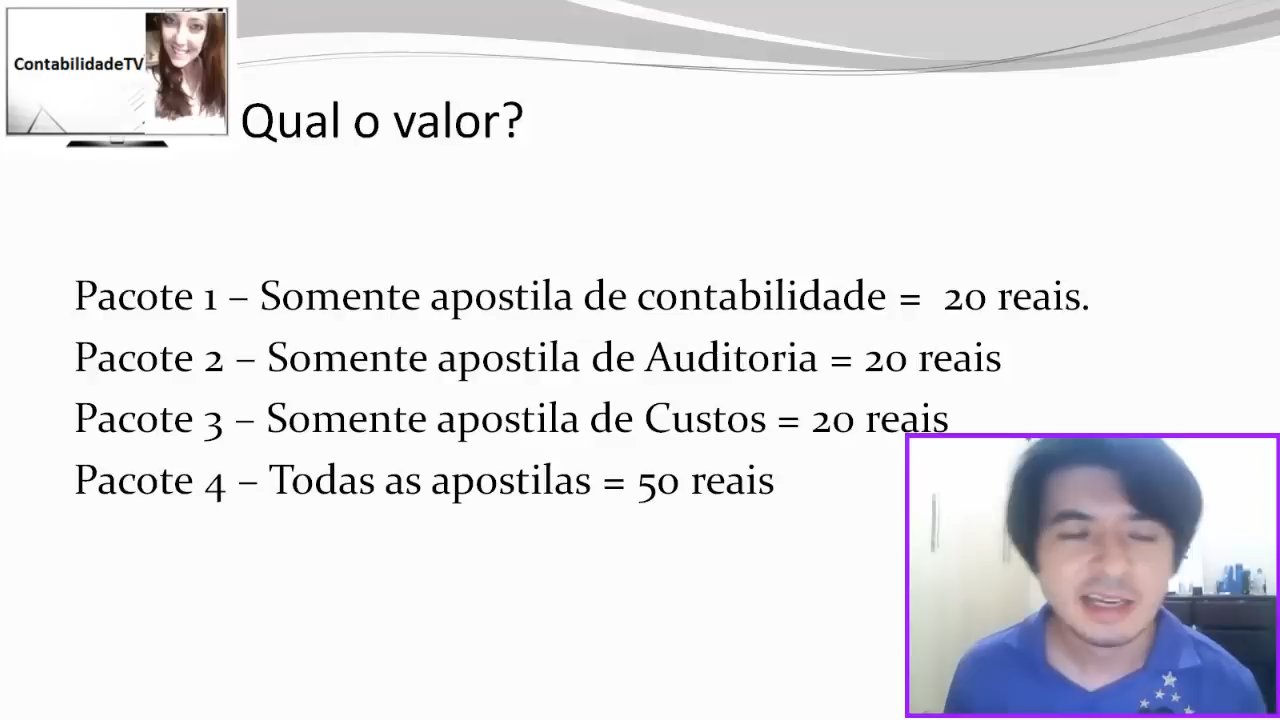 ContabilidadeTV
Qual o valor?
Pacote 1 – Somente apostila de contabilidade = 20 reais.
Pacote 2 – Somente apostila de Auditoria = 20 reais
Pacote 3 – Somente apostila de Custos = 20 reais
Pacote 4 – Todas as apostilas = 50 reais